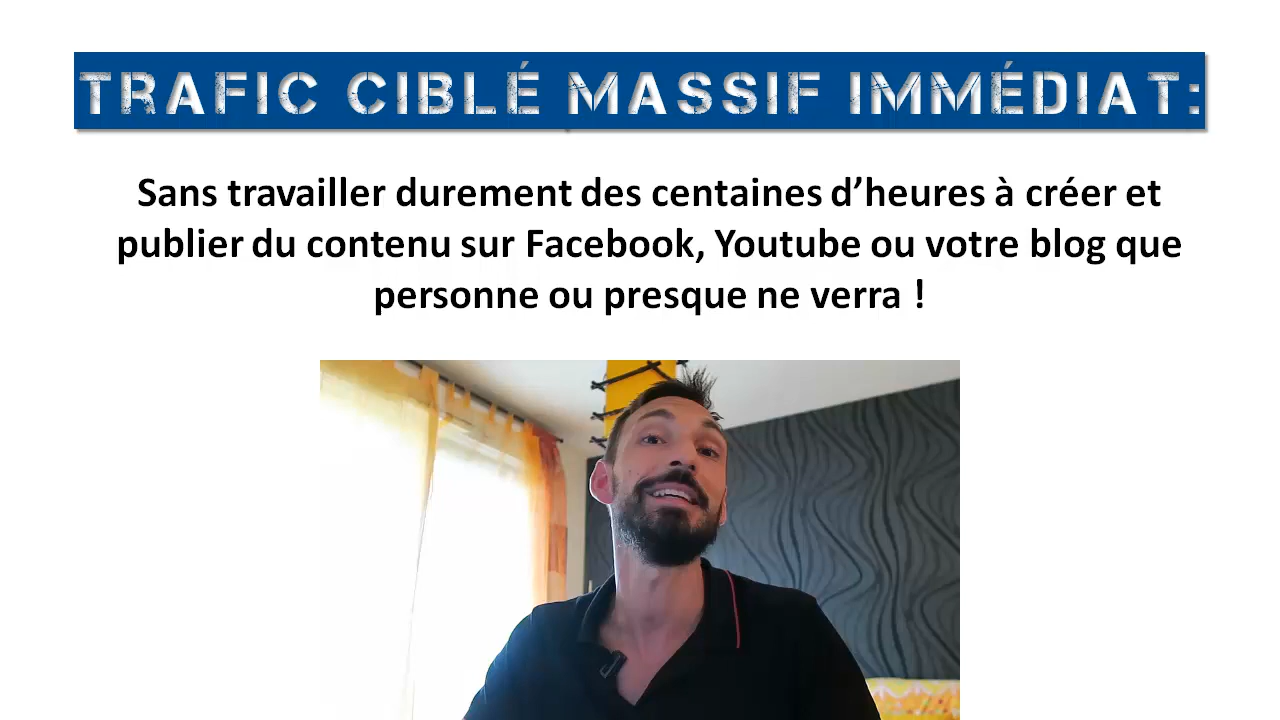 TRAFIC CIBLÉ MASSIF IMMÉDIAT:
Sans travailler durement des centaines d’heures à créer et
publier du contenu sur Facebook, Youtube ou votre blog que
personne ou presque ne verra !